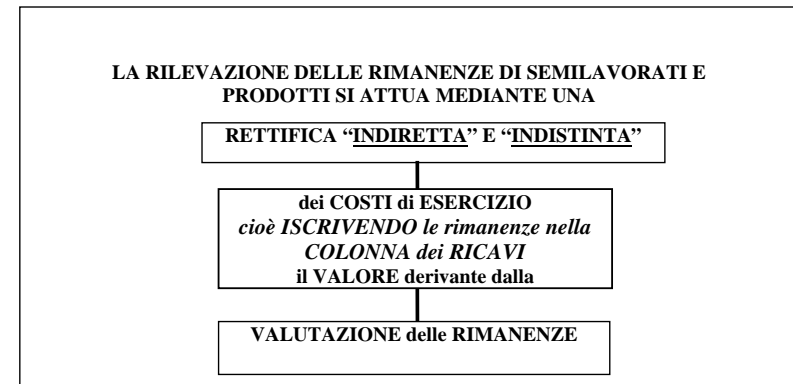 LA RILEVAZIONE DELLE RIMANENZE DI SEMILAVORATI E
PRODOTTI SI ATTUA MEDIANTE UNA
RETTIFICA “INDIRETTA” E “INDISTINTA”
dei COSTI di ESERCIZIO
cioè ISCRIVENDO le rimanenze nella
COLONNA dei RICAVI
il VALORE derivante dalla
VALUTAZIONE delle RIMANENZE